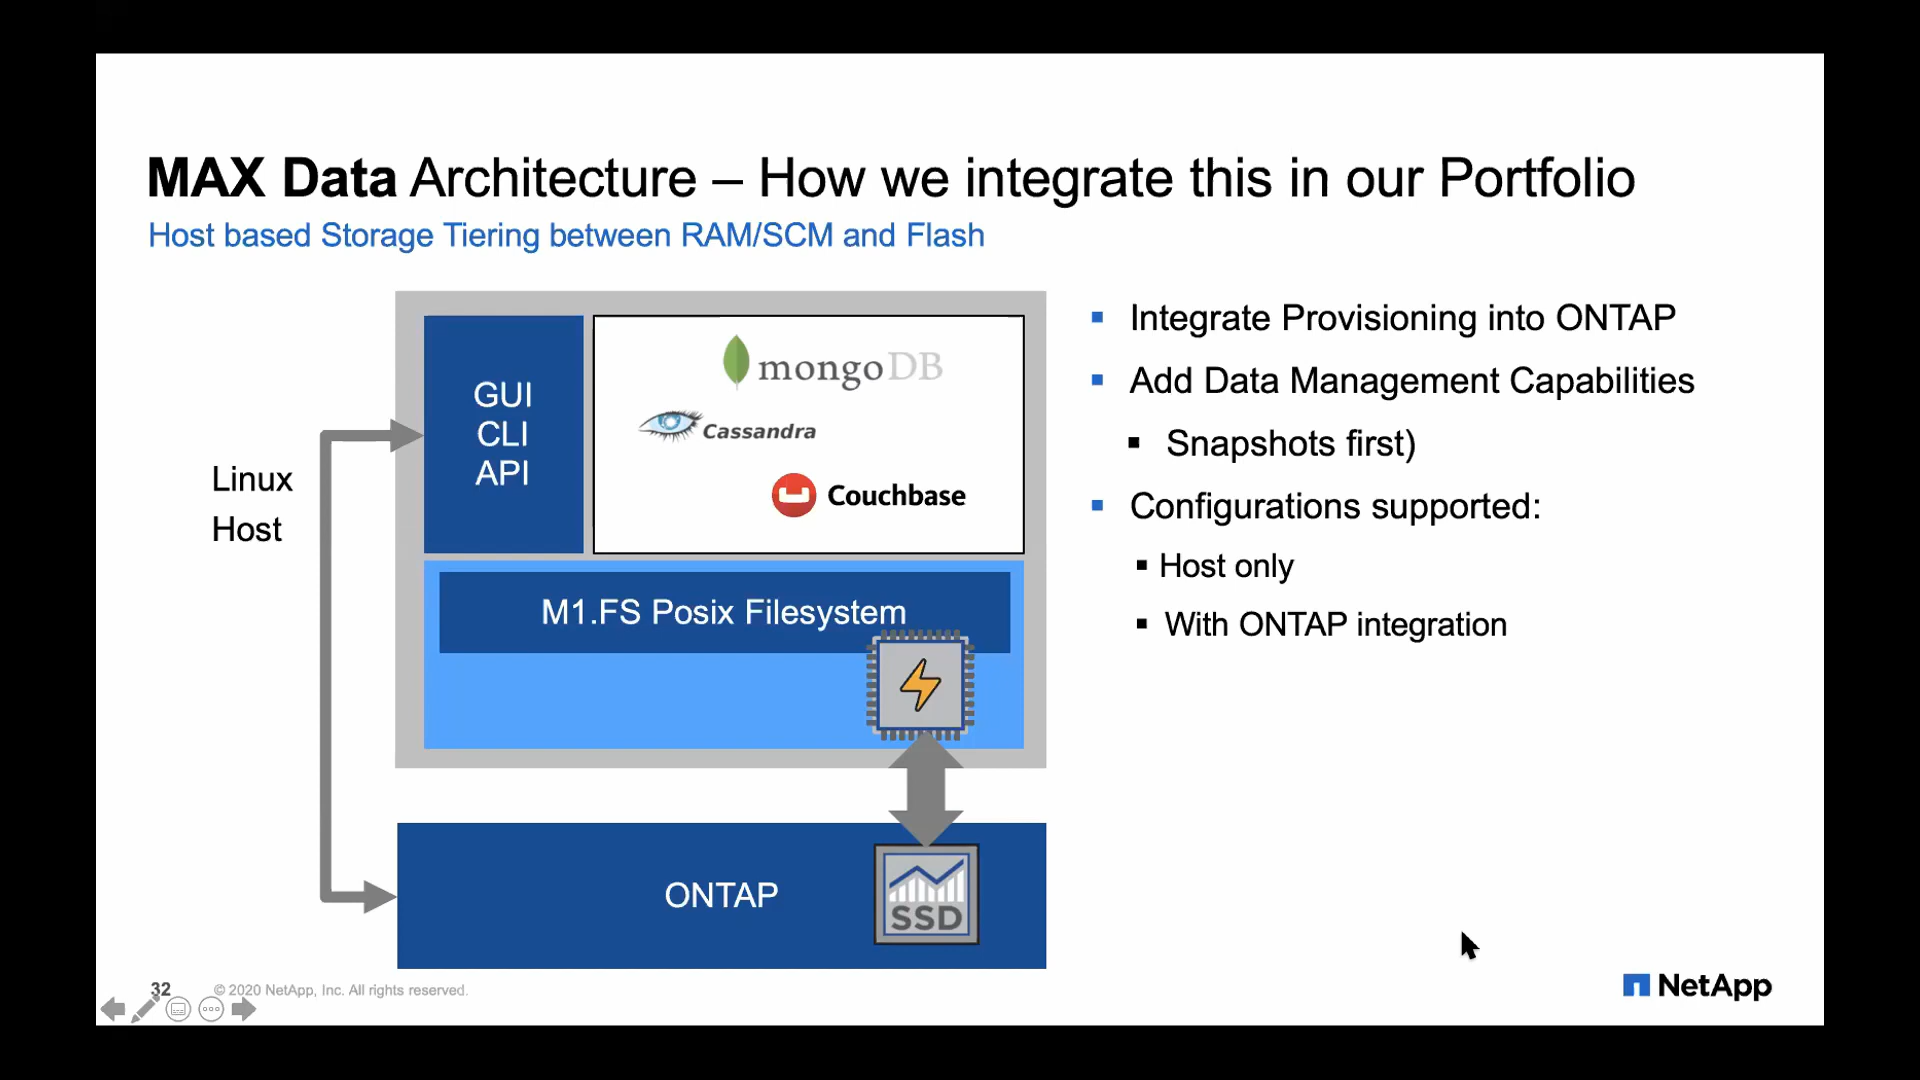 MAX Data Architecture – How we integrate this in our Portfolio
Host based Storage Tiering between RAM/SCM and Flash
Linux
Host
GUI
CLI
API
mongoDB
Cassandra
Couchbase
M1.FS Posix Filesystem
ONTAP
SSD
▪ Integrate Provisioning into ONTAP
▪ Add Data Management Capabilities
▪ Snapshots first)
▪ Configurations supported:
▪ Host only
▪ With ONTAP integration
32
© 2020 NetApp, Inc. All rights reserved.
NetApp